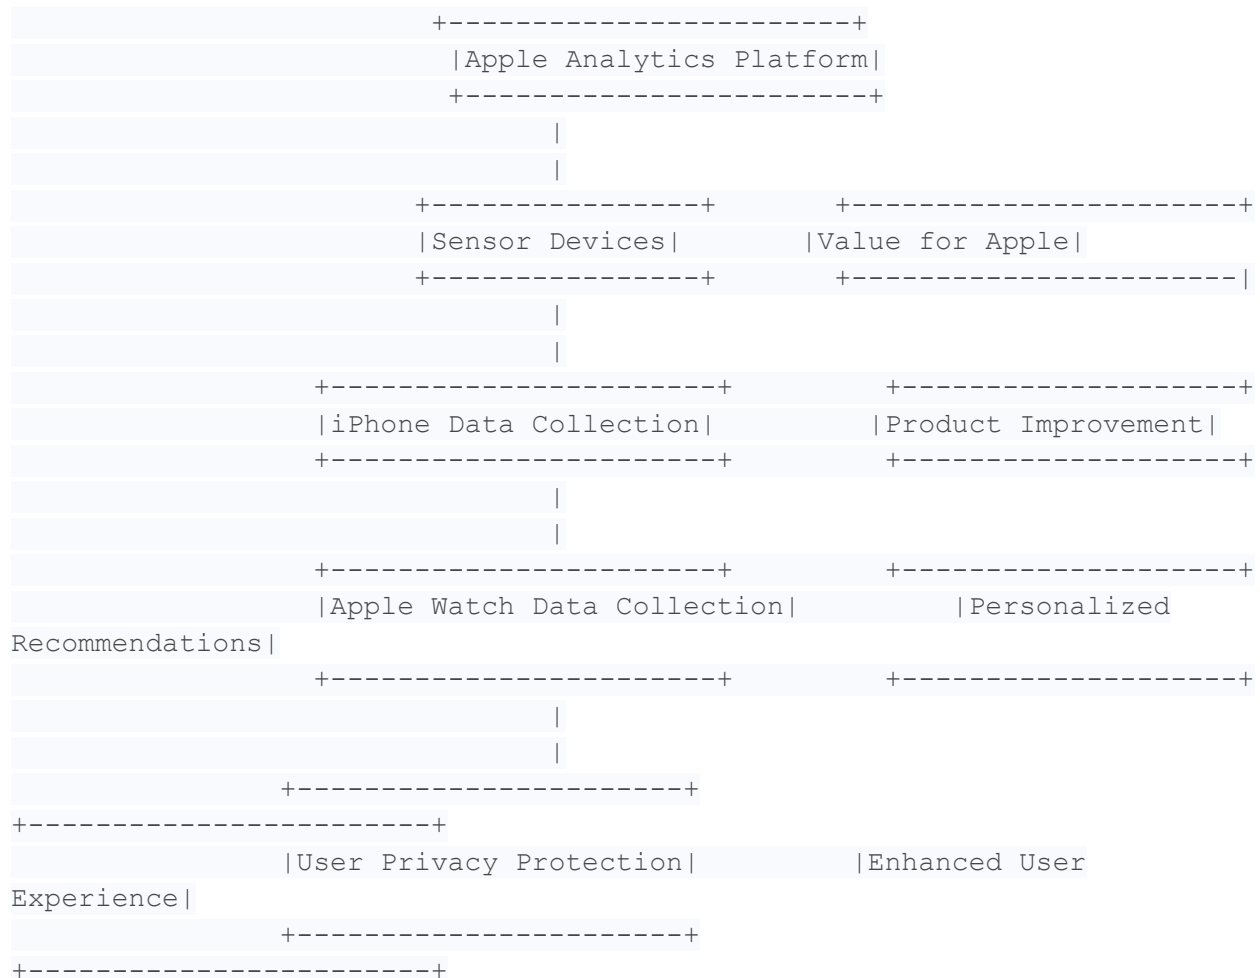 +------------------------+
|Apple Analytics Platform|
+------------------------+
|
|
+----------------+ +-----------------------+
|Sensor Devices| |Value for Apple|
+----------------+ +-----------------------|
|
|
+-----------------------+ +--------------------+
|iPhone Data Collection| |Product Improvement|
+-----------------------+ +--------------------+
|
|
+-----------------------+ +--------------------+
|Apple Watch Data Collection| |Personalized
Recommendations|
+-----------------------+ +--------------------+
|
|
+-----------------------+
+------------------------+
|User Privacy Protection| |Enhanced User
Experience|
+-----------------------+
+------------------------+